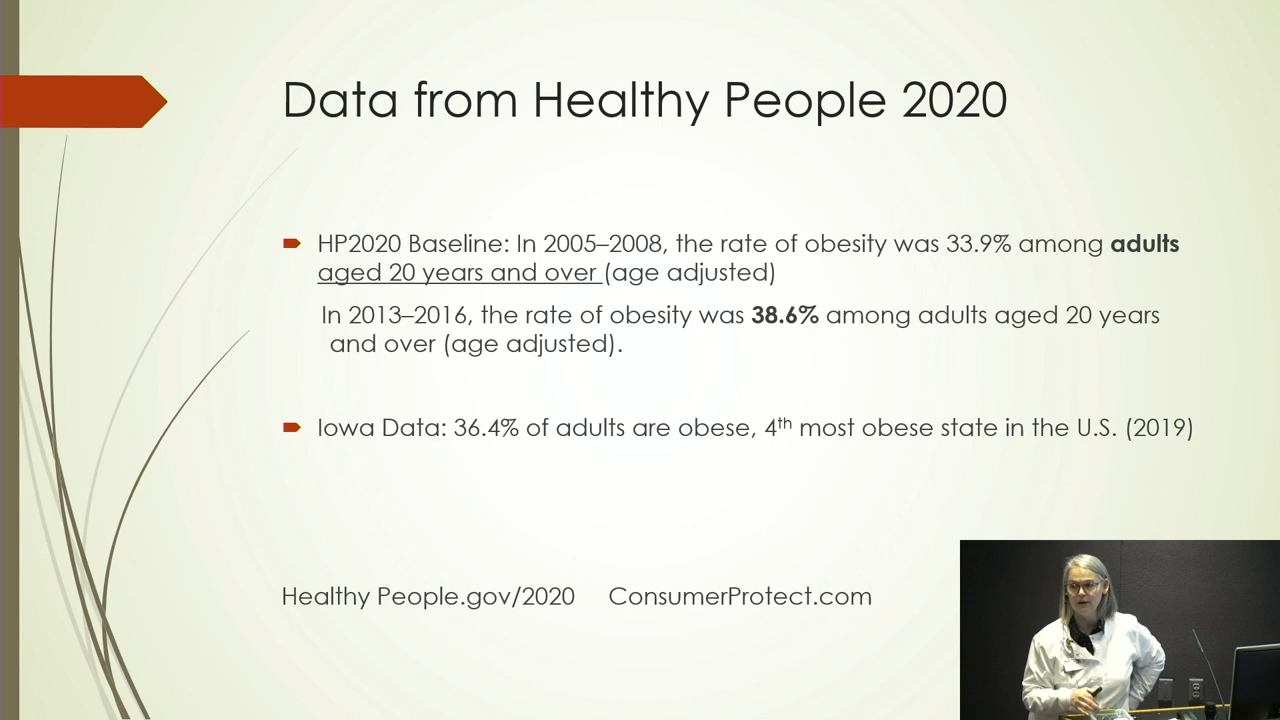 Data from Healthy People 2020
HP2020 Baseline: In 2005–2008, the rate of obesity was 33.9% among adults
aged 20 years and over (age adjusted)
In 2013–2016, the rate of obesity was 38.6% among adults aged 20 years
and over (age adjusted).
Iowa Data: 36.4% of adults are obese, 4th most obese state in the U.S. (2019)
Healthy People.gov/2020 ConsumerProtect.com